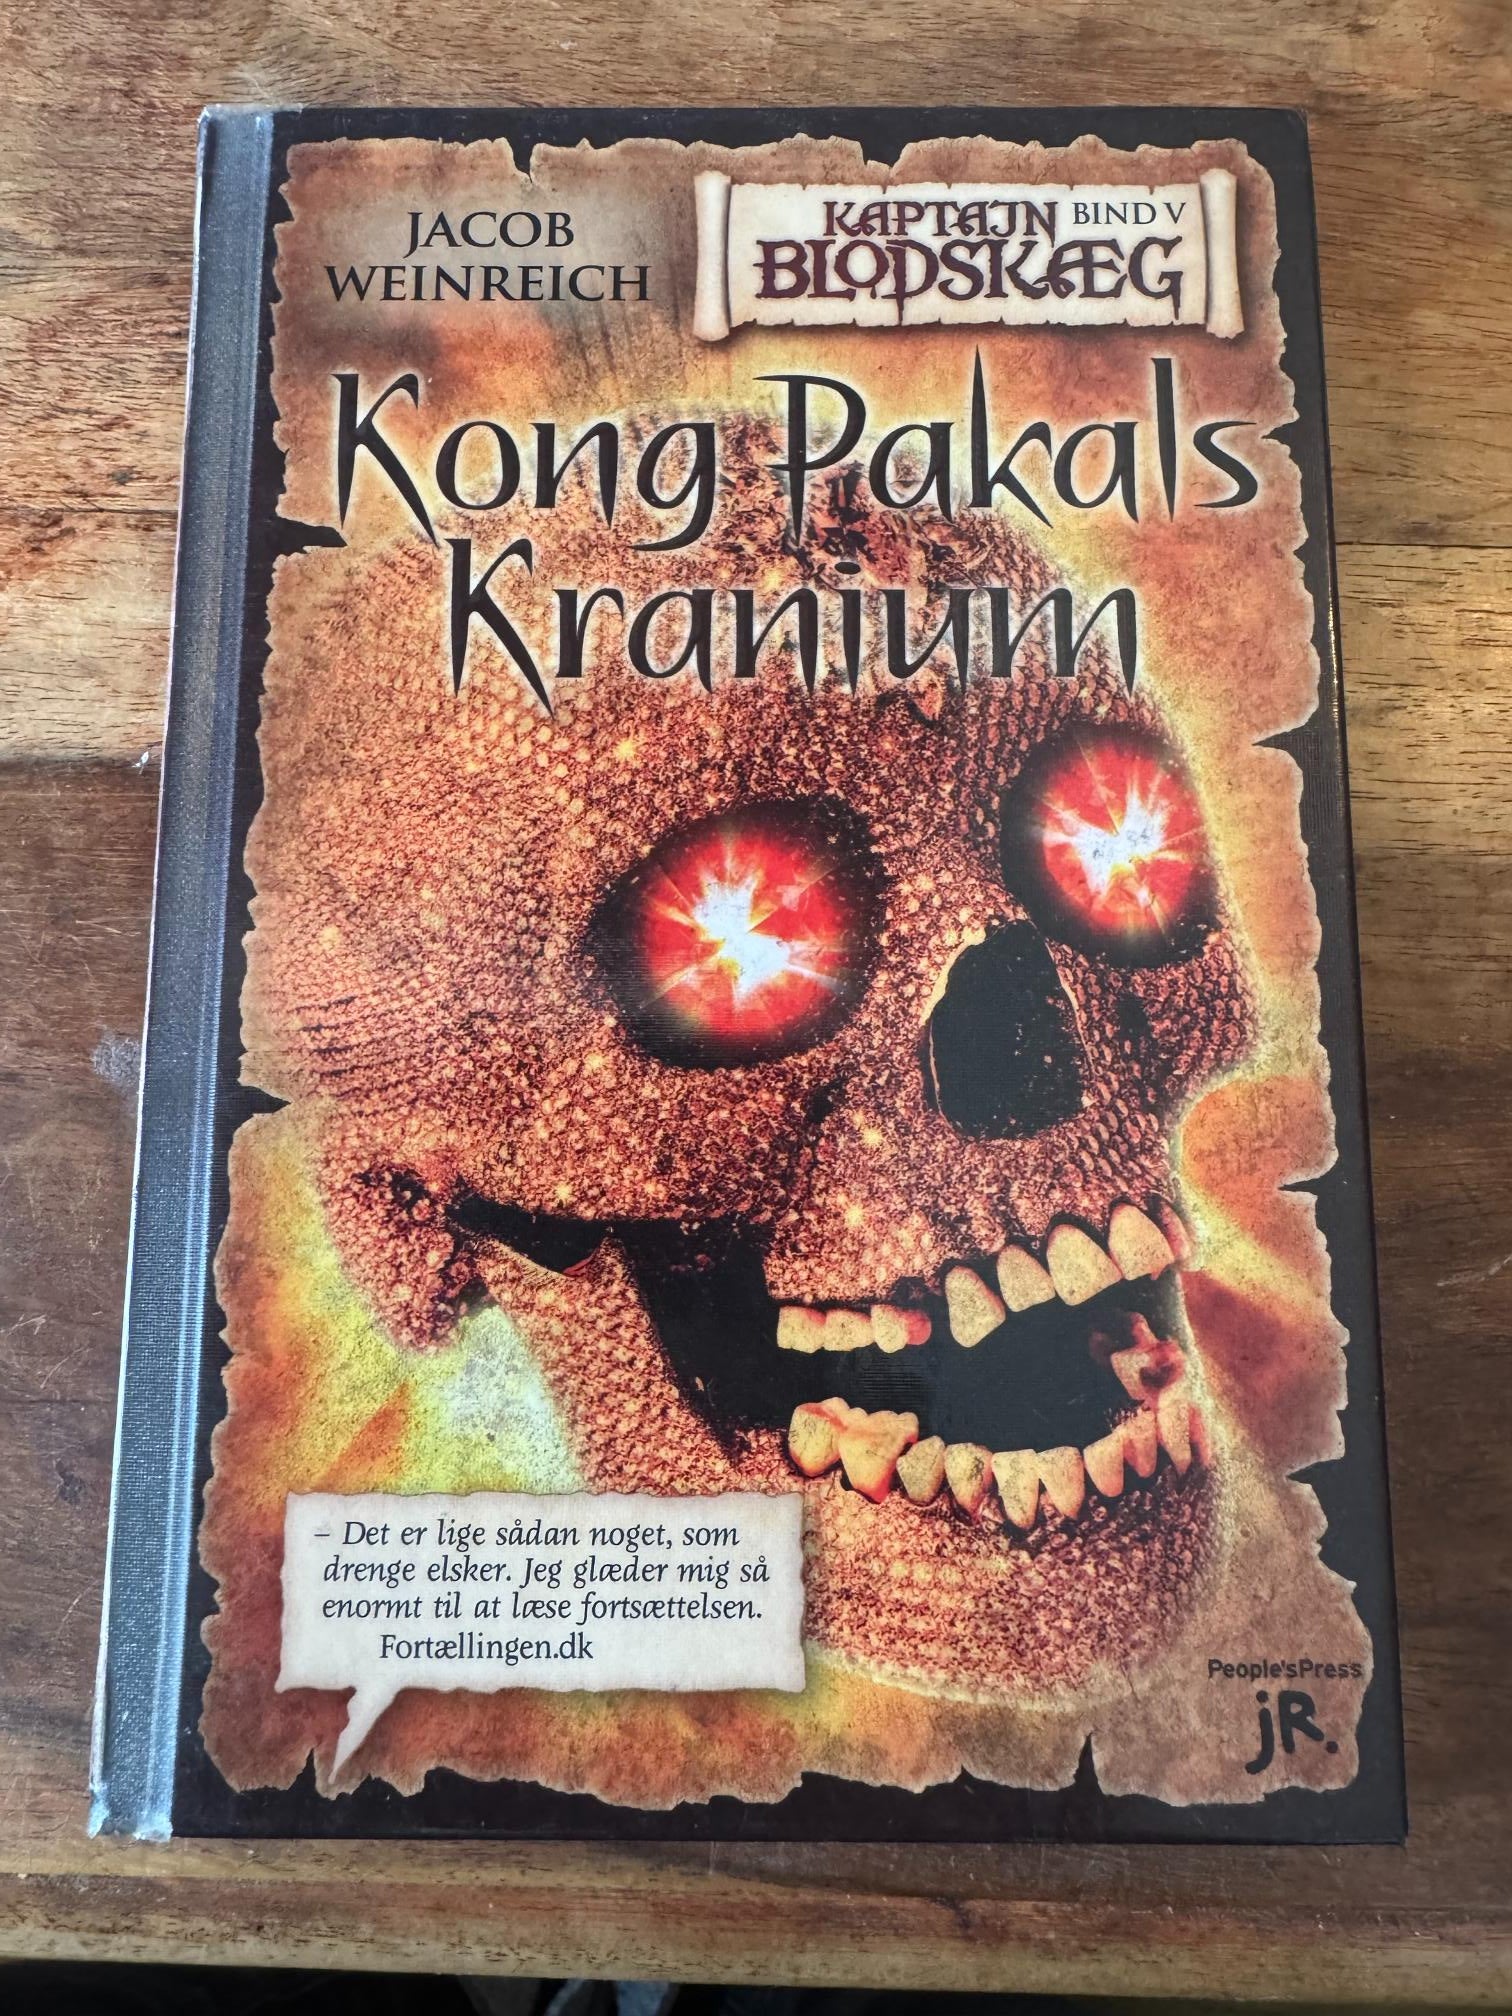 JACOB
WEINREICH
KAPTAJN BIND V
BLODSKÆG
Kong Pakals
Kranium
– Det er lige sådan noget, som
drenge elsker. Jeg glæder mig så
enormt til at læse fortsættelsen.
Fortællingen.dk
People'sPress
jR.